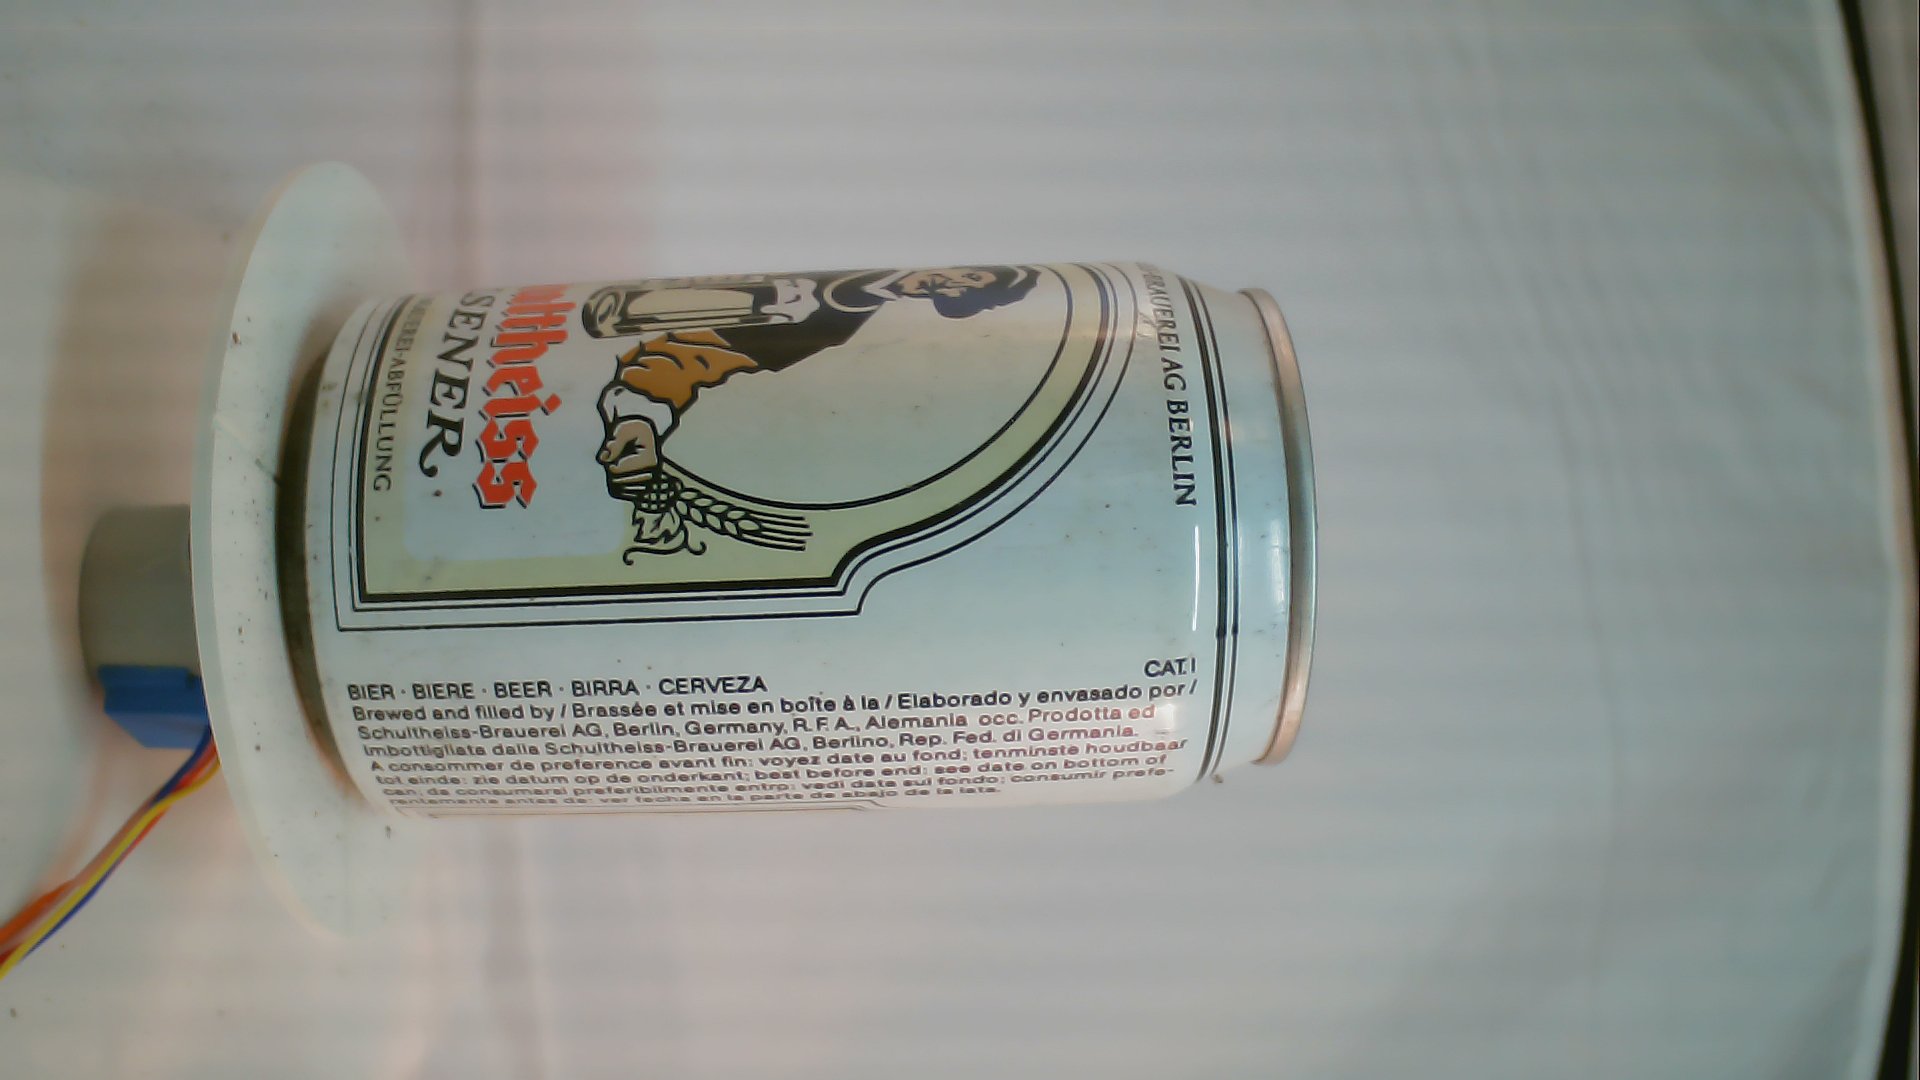 -BRAUEREI AG BERLIN
ultheiss
SENER.
EREI-ABFÜLLUNG
CAT.I
BIER · BIERE · BEER · BIRRA · CERVEZA
Brewed and filled by / Brassée et mise en boîte à la / Elaborado y envasado por /
Schultheiss-Brauerei AG, Berlin, Germany, R.F.A., Alemania occ. Prodotta ed
imbottigliata dalla Schultheiss-Brauerei AG, Berlino, Rep. Fed. di Germania.
A consommer de preference avant fin: voyez date au fond; tenminste houdbaar
tot einde: zie datum op de onderkant; best before end: see date on bottom of
can; da consumarsi preferibilmente entro: vedi data sul fondo; consumir prefe-
rentemente antes de: ver fecha en la parte de abajo de la lata.